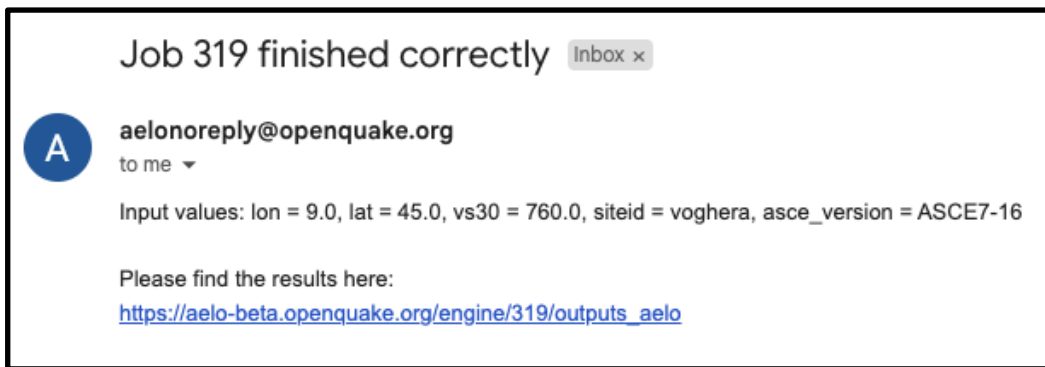 Job 319 finished correctly Inbox ×
A
aelonoreply@openquake.org
to me
Input values: lon = 9.0, lat = 45.0, vs30 = 760.0, siteid = voghera, asce_version = ASCE7-16
Please find the results here:
https://aelo-beta.openquake.org/engine/319/outputs_aelo